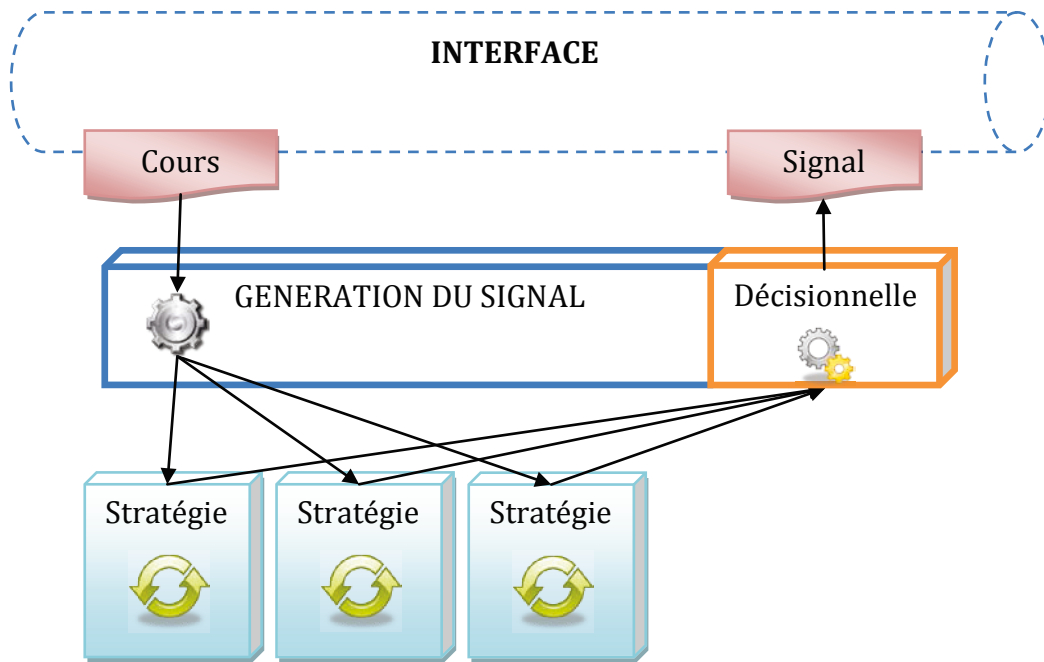 INTERFACE
Cours
Signal
GENERATION DU SIGNAL
Décisionnelle
Stratégie
Stratégie
Stratégie